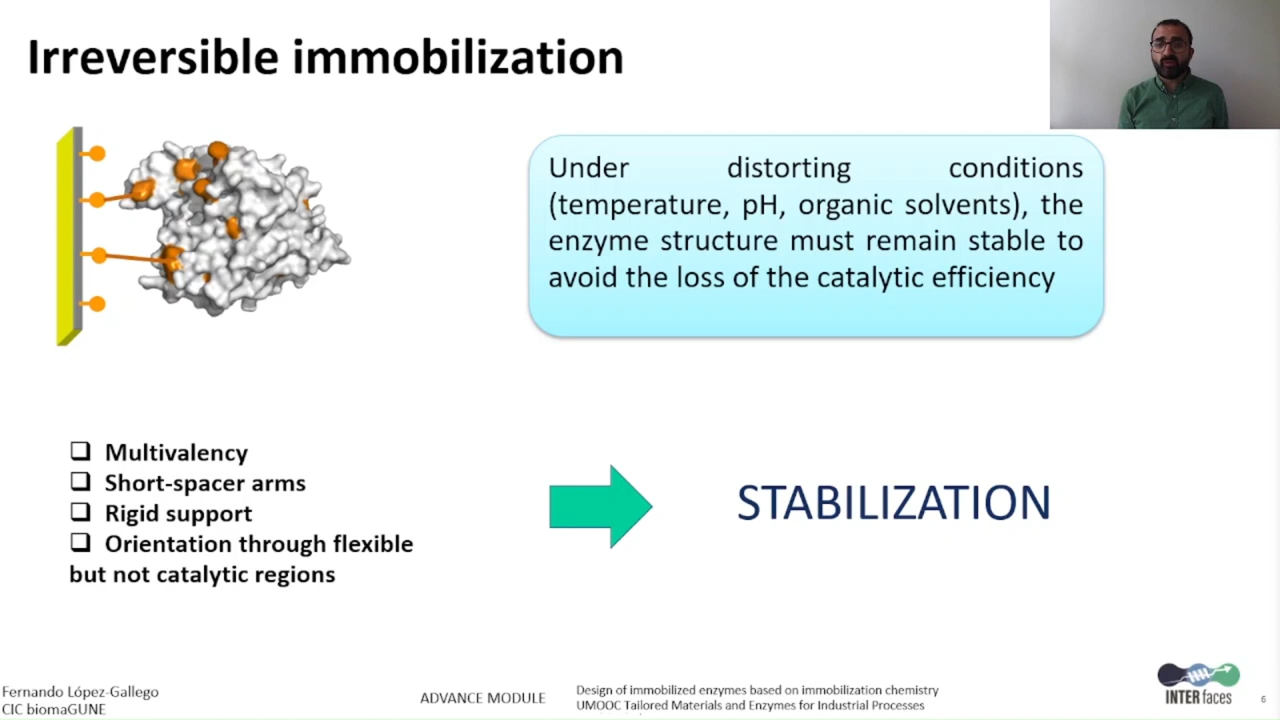 Irreversible immobilization
Under distorting conditions
(temperature, pH, organic solvents), the
enzyme structure must remain stable to
avoid the loss of the catalytic efficiency
Multivalency
Short-spacer arms
Rigid support
Orientation through flexible
but not catalytic regions
STABILIZATION
Fernando López-Gallego
CIC biomaGUNE
ADVANCE MODULE
Design of immobilized enzymes based on immobilization chemistry
UMOOC Tailored Materials and Enzymes for Industrial Processes
INTERfaces
6